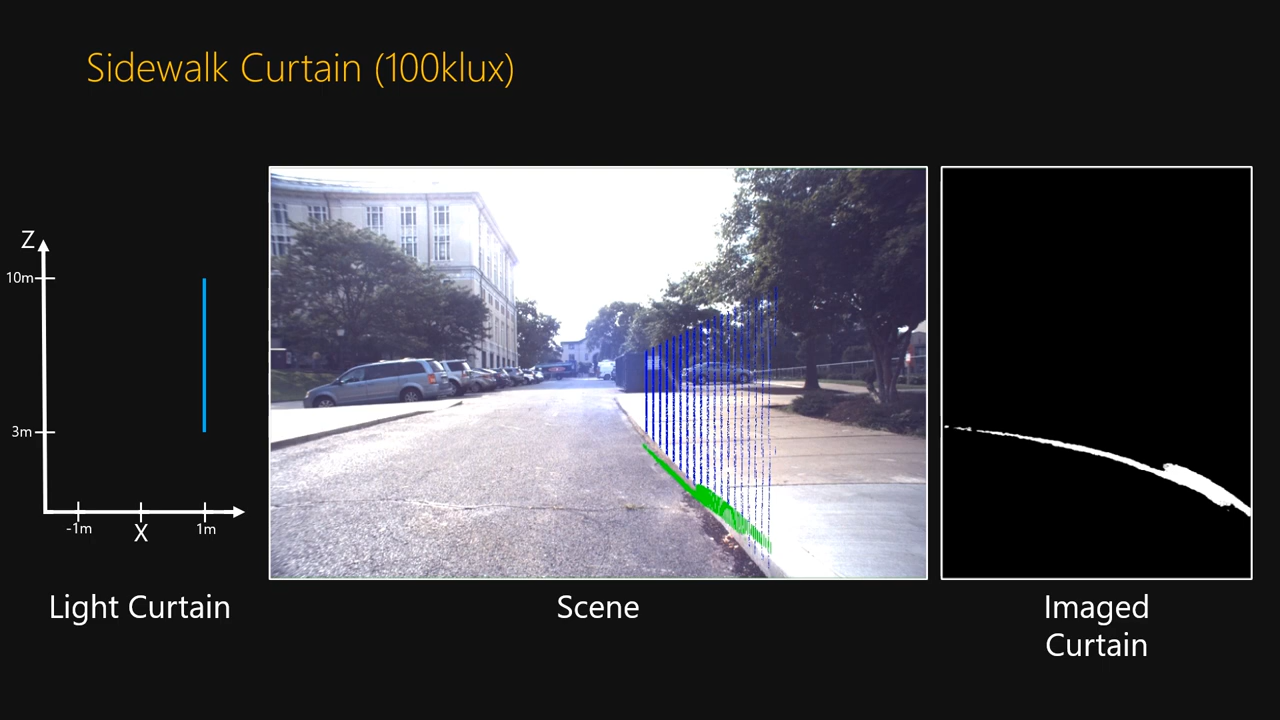 Sidewalk Curtain (100klux)
Z
10m
3m
-1m
X
1m
Light Curtain
Scene
Imaged
Curtain